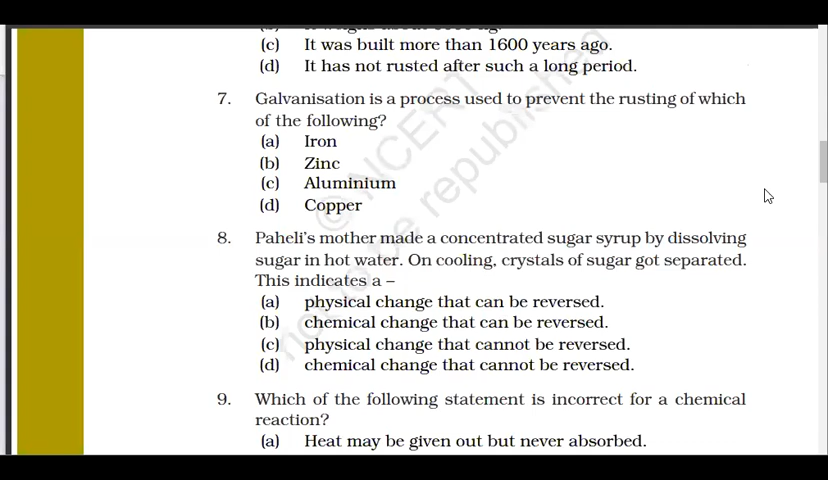 (c) It was built more than 1600 years ago.
(d) It has not rusted after such a long period.
7. Galvanisation is a process used to prevent the rusting of which
of the following?
(a) Iron
(b) Zinc
(c) Aluminium
(d) Copper
8. Paheli's mother made a concentrated sugar syrup by dissolving
sugar in hot water. On cooling, crystals of sugar got separated.
This indicates a –
(a) physical change that can be reversed.
(b) chemical change that can be reversed.
(c) physical change that cannot be reversed.
(d) chemical change that cannot be reversed.
9. Which of the following statement is incorrect for a chemical
reaction?
(a) Heat may be given out but never absorbed.
© NCERT
not to be republished